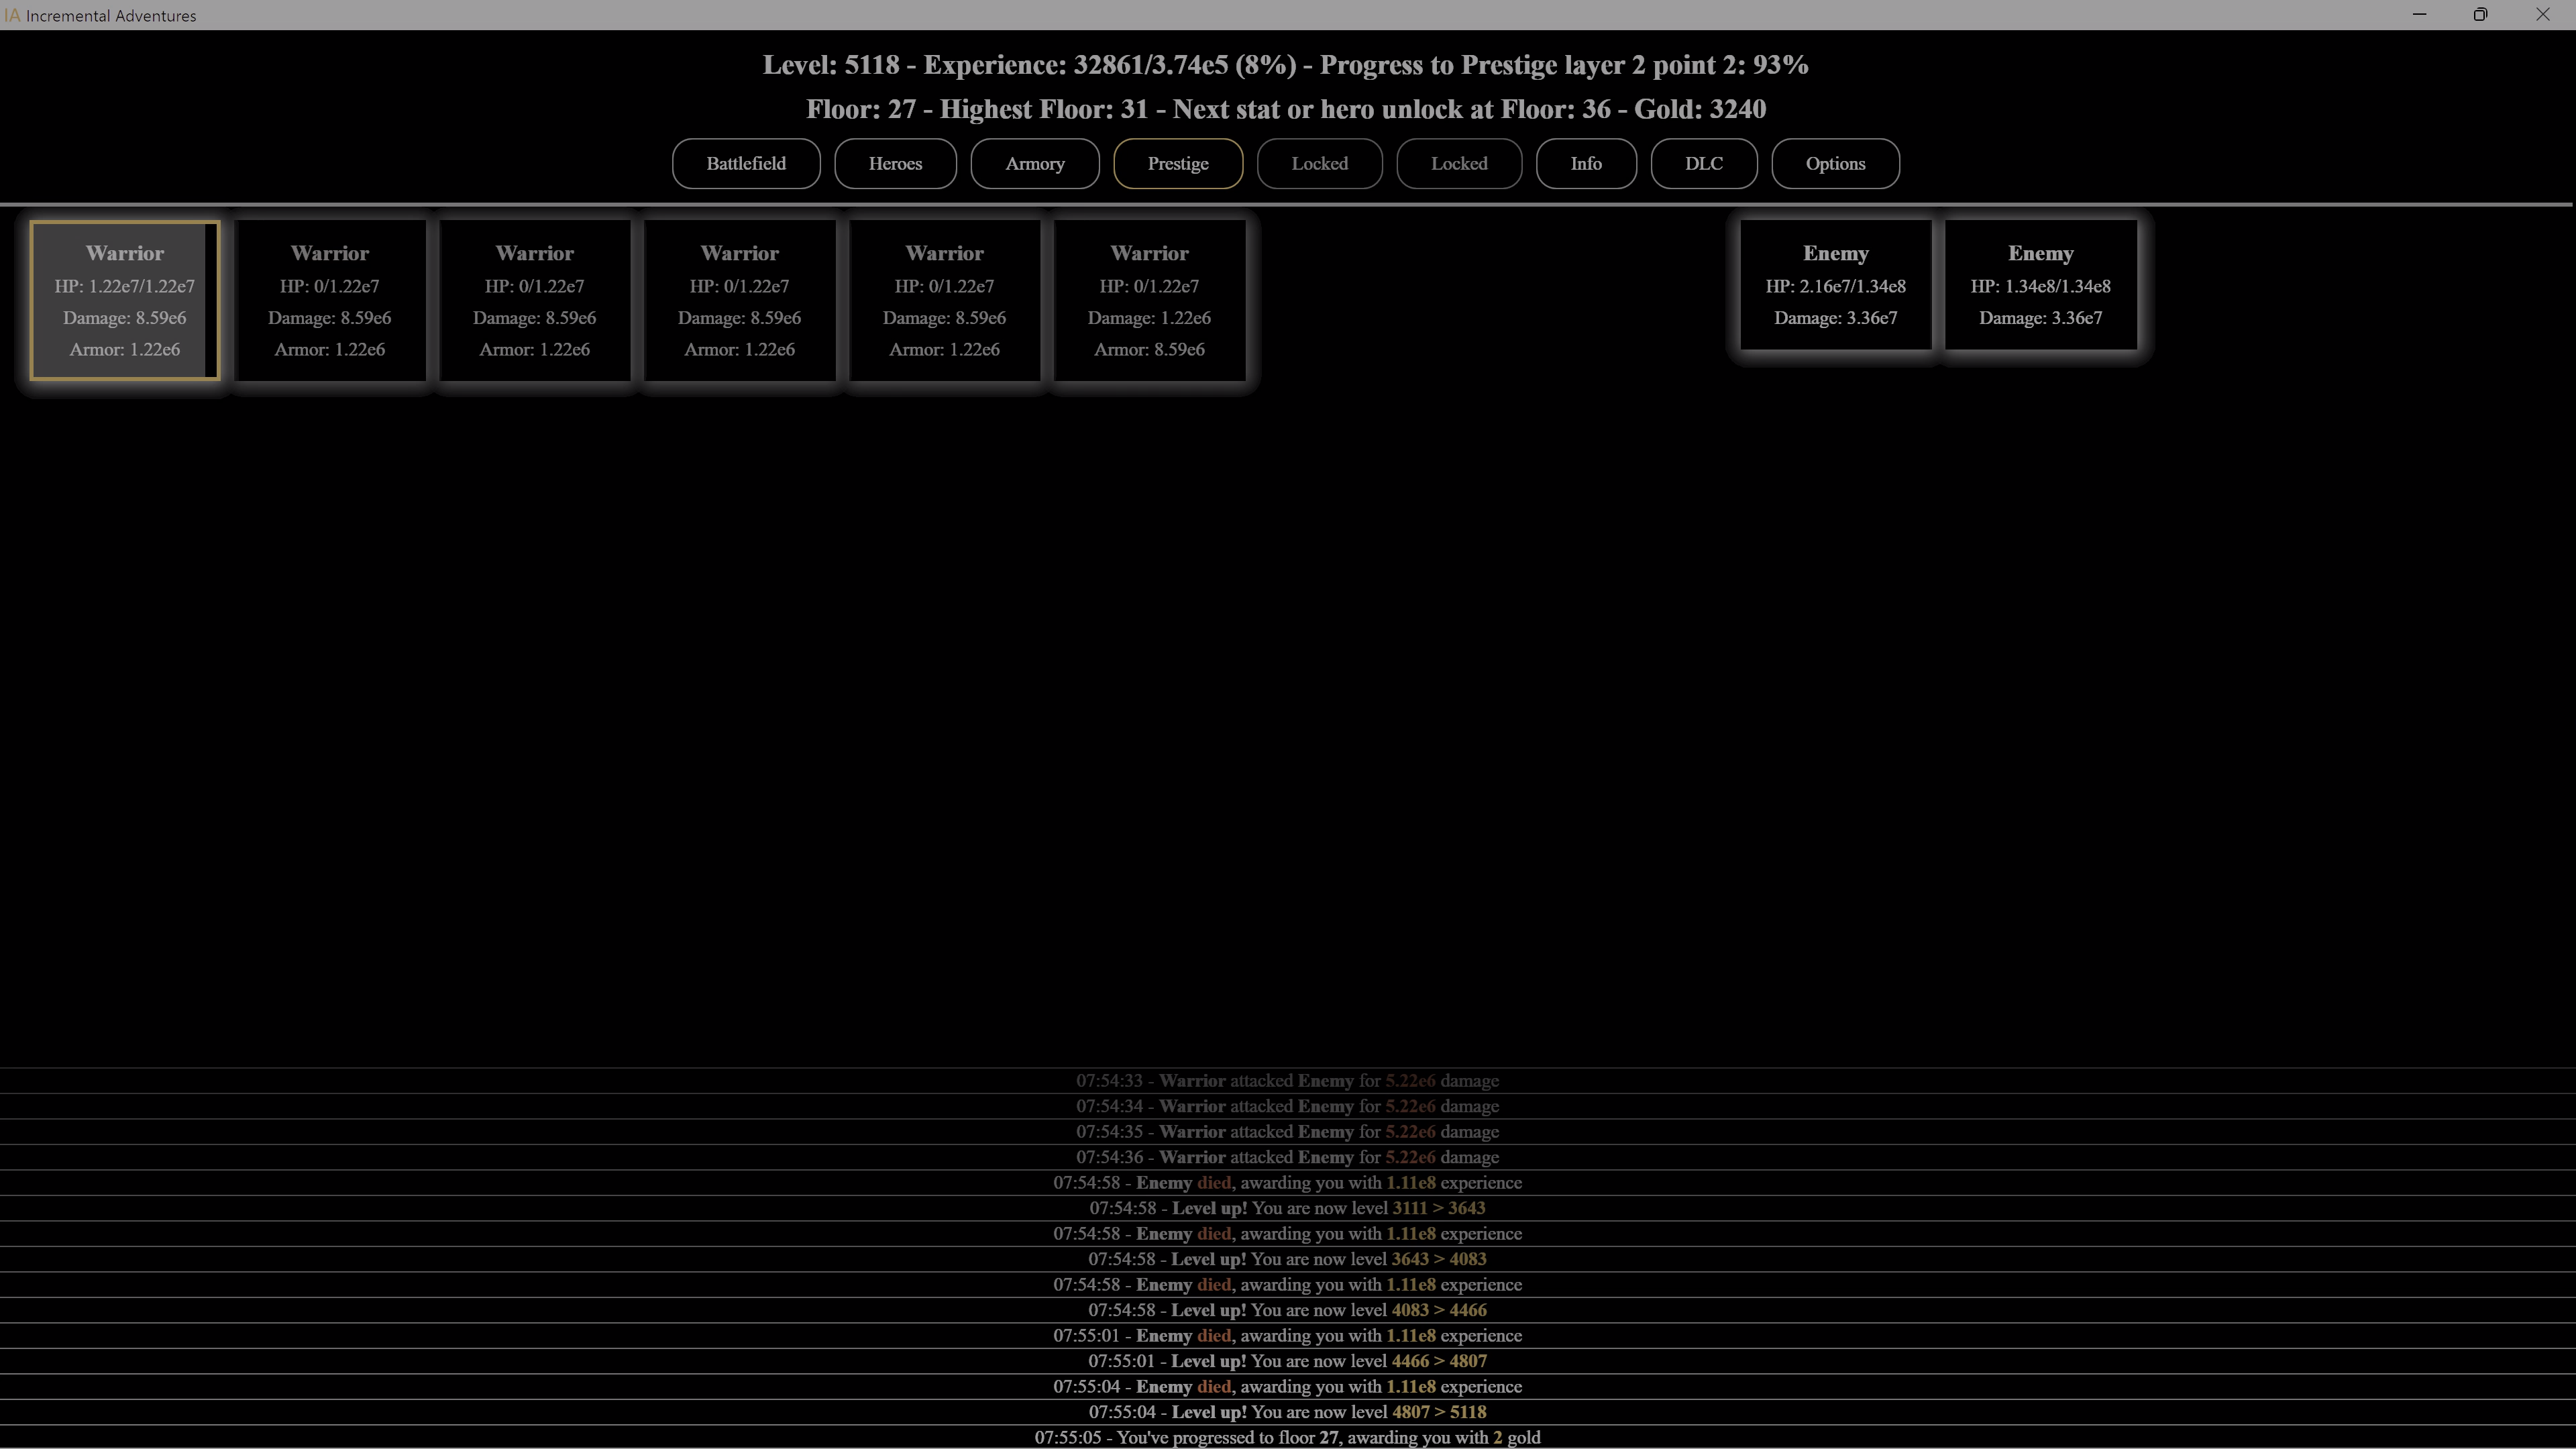 IA Incremental Adventures
Level: 5118 - Experience: 32861/3.74e5 (8%) - Progress to Prestige layer 2 point 2: 93%
Floor: 27 - Highest Floor: 31 - Next stat or hero unlock at Floor: 36 - Gold: 3240
Battlefield Heroes Armory Prestige Locked Locked Info DLC Options
Warrior Warrior Warrior Warrior Warrior Warrior Enemy Enemy
HP: 1.22e7/1.22e7 HP: 0/1.22e7 HP: 0/1.22e7 HP: 0/1.22e7 HP: 0/1.22e7 HP: 0/1.22e7 HP: 2.16e7/1.34e8 HP: 1.34e8/1.34e8
Damage: 8.59e6 Damage: 8.59e6 Damage: 8.59e6 Damage: 8.59e6 Damage: 8.59e6 Damage: 1.22e6 Damage: 3.36e7 Damage: 3.36e7
Armor: 1.22e6 Armor: 1.22e6 Armor: 1.22e6 Armor: 1.22e6 Armor: 1.22e6 Armor: 8.59e6
07:54:33 - Warrior attacked Enemy for 5.22e6 damage
07:54:34 - Warrior attacked Enemy for 5.22e6 damage
07:54:35 - Warrior attacked Enemy for 5.22e6 damage
07:54:36 - Warrior attacked Enemy for 5.22e6 damage
07:54:58 - Enemy died, awarding you with 1.11e8 experience
07:54:58 - Level up! You are now level 3111 > 3643
07:54:58 - Enemy died, awarding you with 1.11e8 experience
07:54:58 - Level up! You are now level 3643 > 4083
07:54:58 - Enemy died, awarding you with 1.11e8 experience
07:54:58 - Level up! You are now level 4083 > 4466
07:55:01 - Enemy died, awarding you with 1.11e8 experience
07:55:01 - Level up! You are now level 4466 > 4807
07:55:04 - Enemy died, awarding you with 1.11e8 experience
07:55:04 - Level up! You are now level 4807 > 5118
07:55:05 - You've progressed to floor 27, awarding you with 2 gold